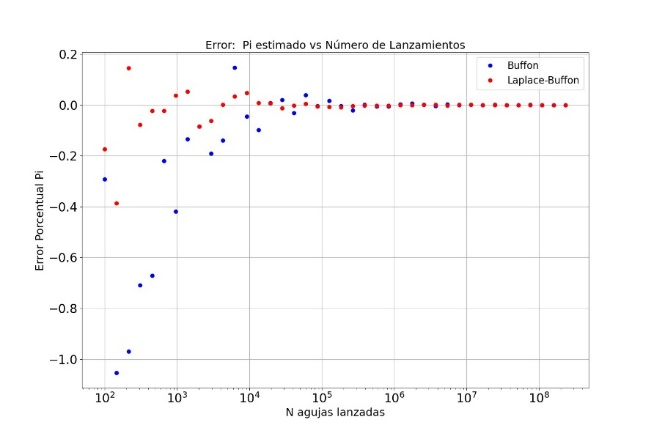 Error:  Pi estimado vs Número de Lanzamientos
Buffon
Laplace-Buffon
Error Porcentual Pi
0.2
0.0
−0.2
−0.4
−0.6
−0.8
−1.0
10² 10³ 10⁴ 10⁵ 10⁶ 10⁷ 10⁸
N agujas lanzadas